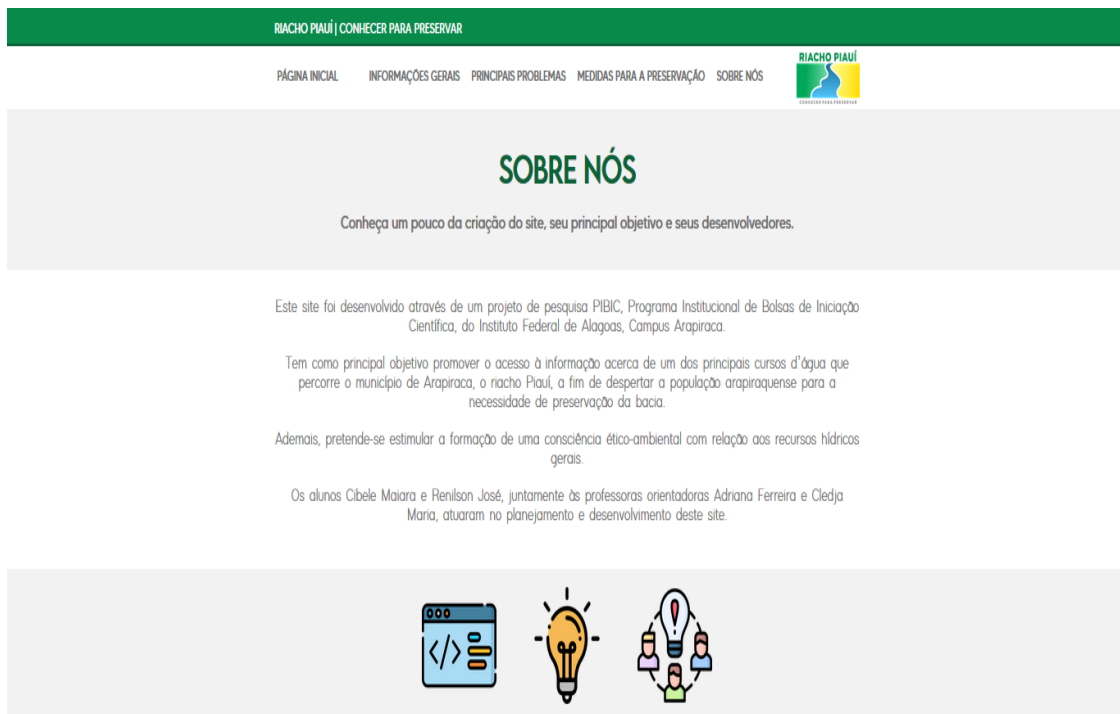 RIACHO PIAUÍ | CONHECER PARA PRESERVAR
PÁGINA INICIAL INFORMAÇÕES GERAIS PRINCIPAIS PROBLEMAS MEDIDAS PARA A PRESERVAÇÃO SOBRE NÓS
RIACHO PIAUÍ
CONHECER PARA PRESERVAR
SOBRE NÓS
Conheça um pouco da criação do site, seu principal objetivo e seus desenvolvedores.
Este site foi desenvolvido através de um projeto de pesquisa PIBIC, Programa Institucional de Bolsas de Iniciação
Científica, do Instituto Federal de Alagoas, Campus Arapiraca.
Tem como principal objetivo promover o acesso à informação acerca de um dos principais cursos d'água que
percorre o município de Arapiraca, o riacho Piauí, a fim de despertar a população arapiraquense para a
necessidade de preservação da bacia.
Ademais, pretende-se estimular a formação de uma consciência ético-ambiental com relação aos recursos hídricos
gerais.
Os alunos Cibele Maiara e Renilson José, juntamente às professoras orientadoras Adriana Ferreira e Cledja
Maria, atuaram no planejamento e desenvolvimento deste site.